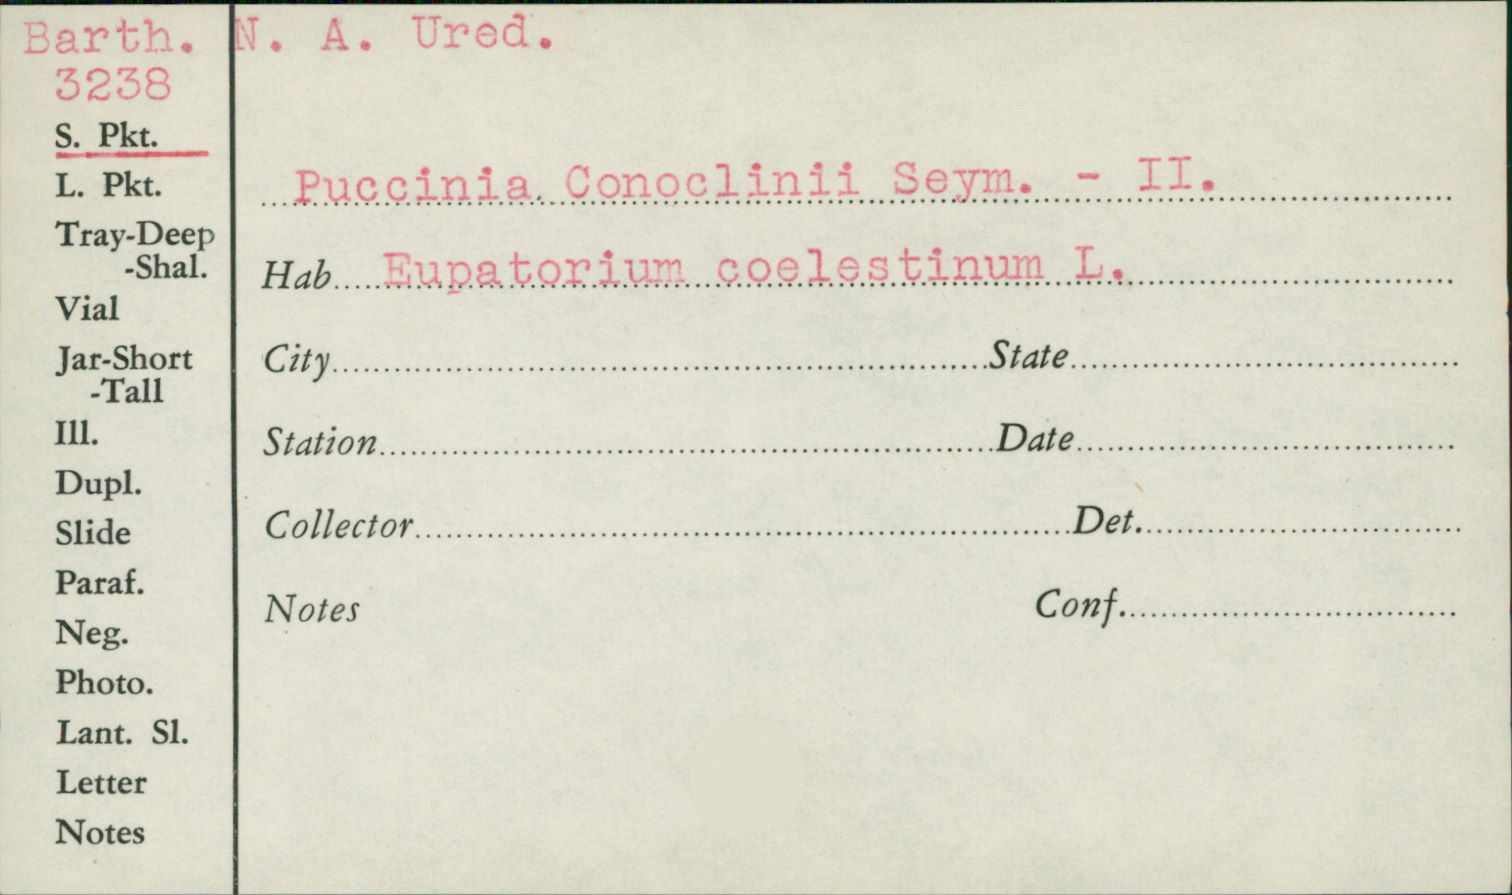 Barth. N. A. Ured.
3238
S. Pkt.
L. Pkt.
Tray-Deep
-Shal.
Vial
Jar-Short
-Tall
Ill.
Dupl.
Slide
Paraf.
Neg.
Photo.
Lant. Sl.
Letter
Notes
Puccinia Conoclinii Seym. - II.
Hab. Eupatorium coelestinum L.
City State
Station Date
Collector Det.
Notes Conf.